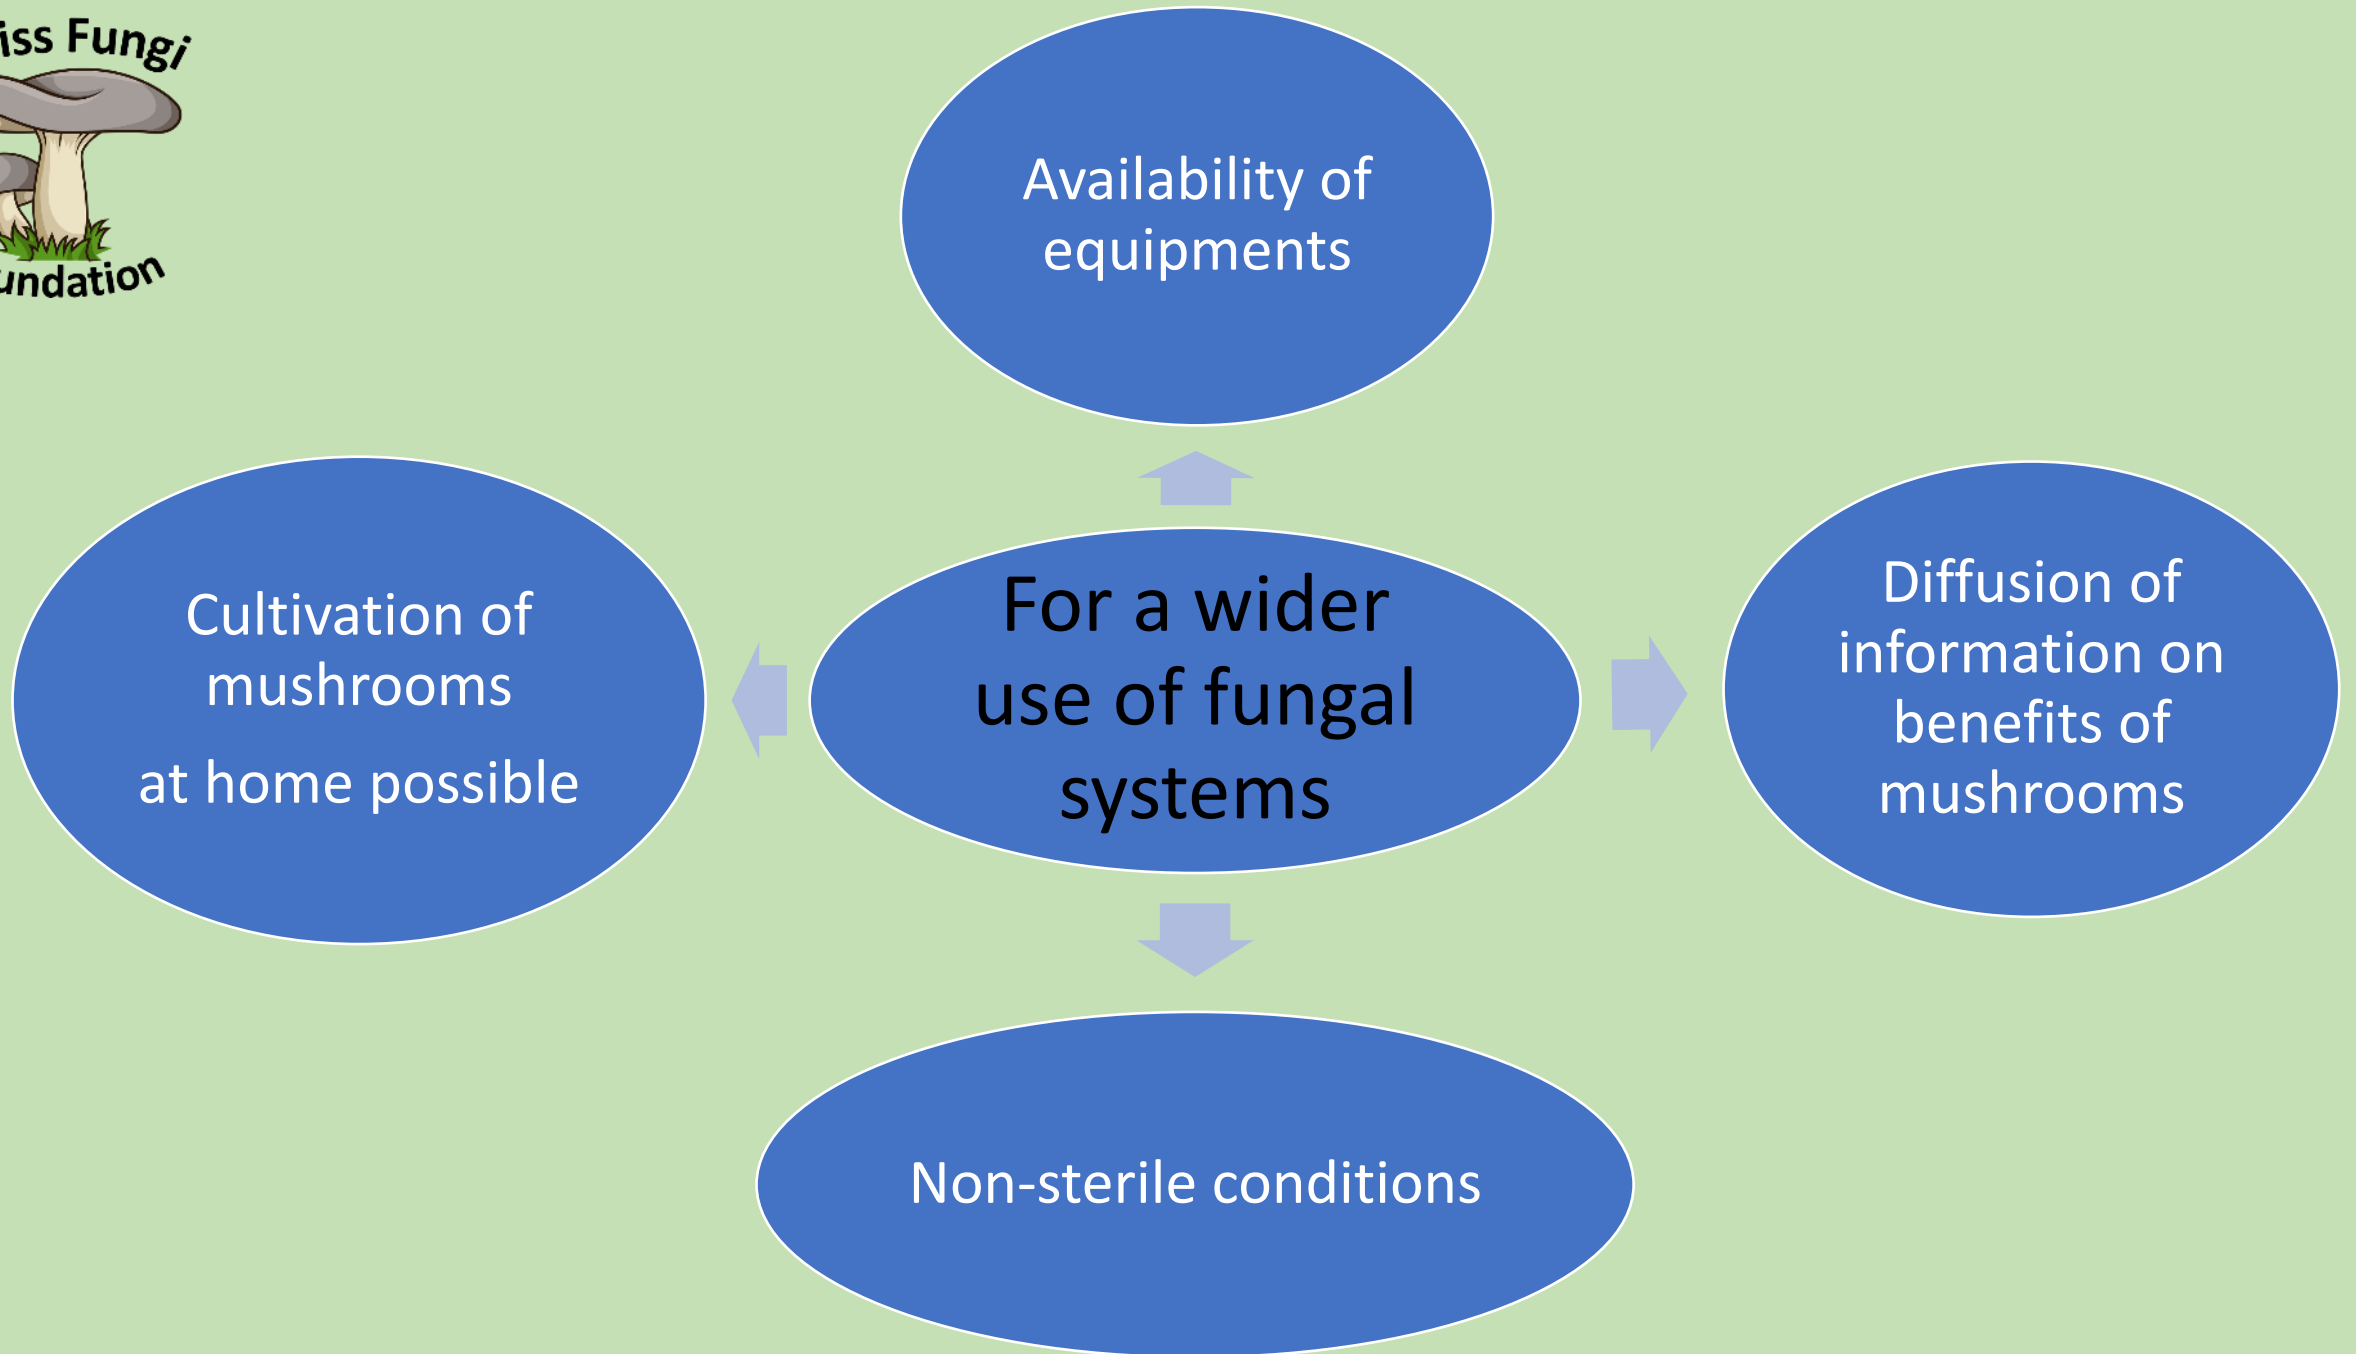 iss Fungi
undation
Availability of
equipments
Cultivation of
mushrooms
at home possible
For a wider
use of fungal
systems
Diffusion of
information on
benefits of
mushrooms
Non-sterile conditions